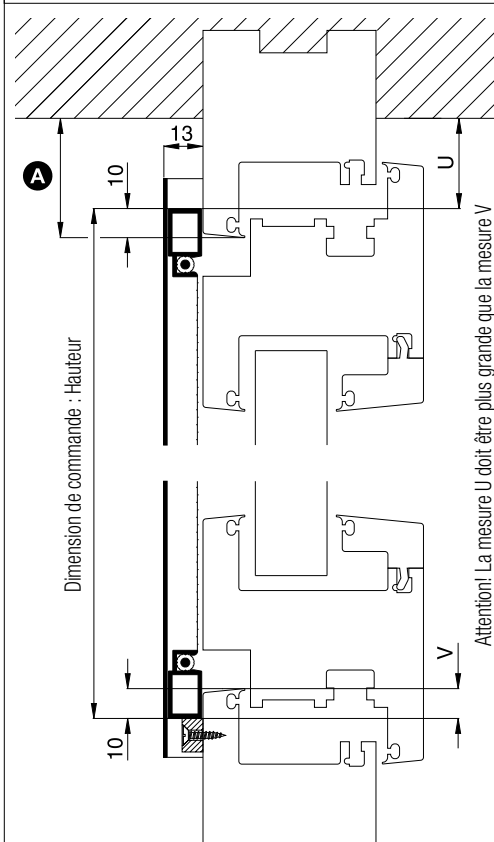 13
U
A
10
Dimension de commande : Hauteur
Attention! La mesure U doit être plus grande que la mesure V
V
10